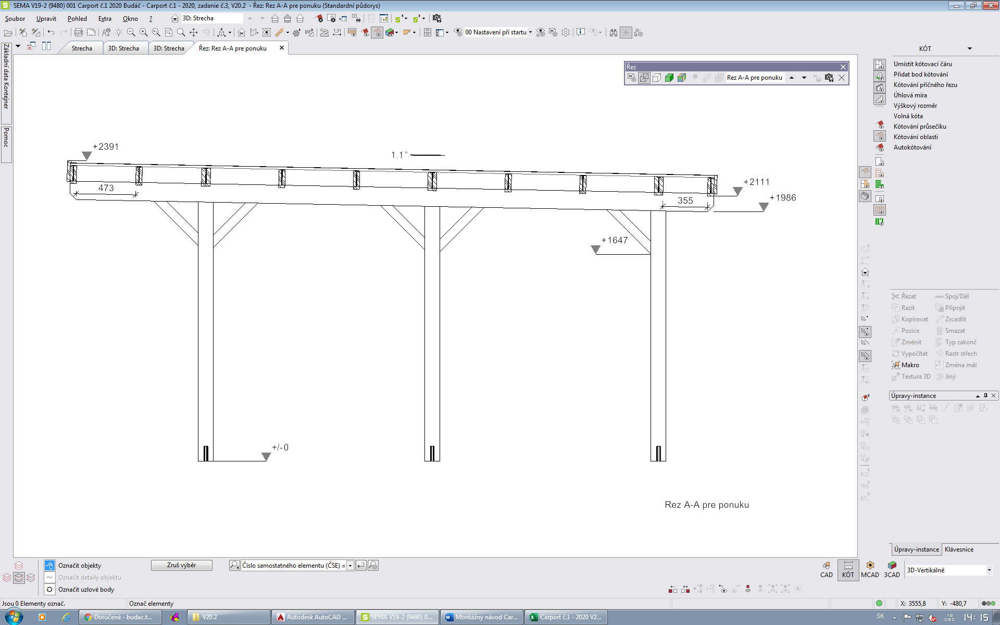 SEMA V19-2 (9480) 001 Carport č.1 2020 Budáč - Carport č.1 - 2020, zadanie č.3, V20.2 - Řez: Rez A-A pre ponuku (Standardní půdorys)
Soubor Upravit Pohled Extra Okno ? 3D: Strecha
00 Nastavení při startu
Strecha 3D: Strecha 3D: Strecha Řez: Rez A-A pre ponuku
Základní data Kontejner
Pomoc
Řez
Rez A-A pre ponuku
KÓT
Umístit kótovací čáru
Přidat bod kótování
Kótování příčného řezu
Úhlová míra
Výškový rozměr
Volná kóta
Kótování průsečíku
Kótování oblasti
Autokótování
+2391
1.1°
473
+2111
355
+1986
+1647
+/-0
Rez A-A pre ponuku
RCE
MXF
BTL
Řezat Spoj/Děl
Razit Připojit
Kopírovat Zrcadlit
Pozice Smazat
Změnit Typ zakonč
Vypočítat Rastr střech
Makro Změna měř
Textura 3D Jiný
Úpravy-instance
Úpravy-instance Klávesnice
Označit objekty Zruš výběr Číslo samostatného elementu (ČSE) =
Označit detaily objektu
Označit uzlové body
CAD KÓT MCAD 3CAD 3D-Vertikálně
Jsou 0 Elementy označ. Označ elementy X: 3555,8 Y: -480,7
Doručené - budac.t... V20.2 Autodesk AutoCAD ... SEMA V19-2 (9480) 0... Montážny návod Car... Carport č.1 - 2020 V2... SK 12 DEC 14:15